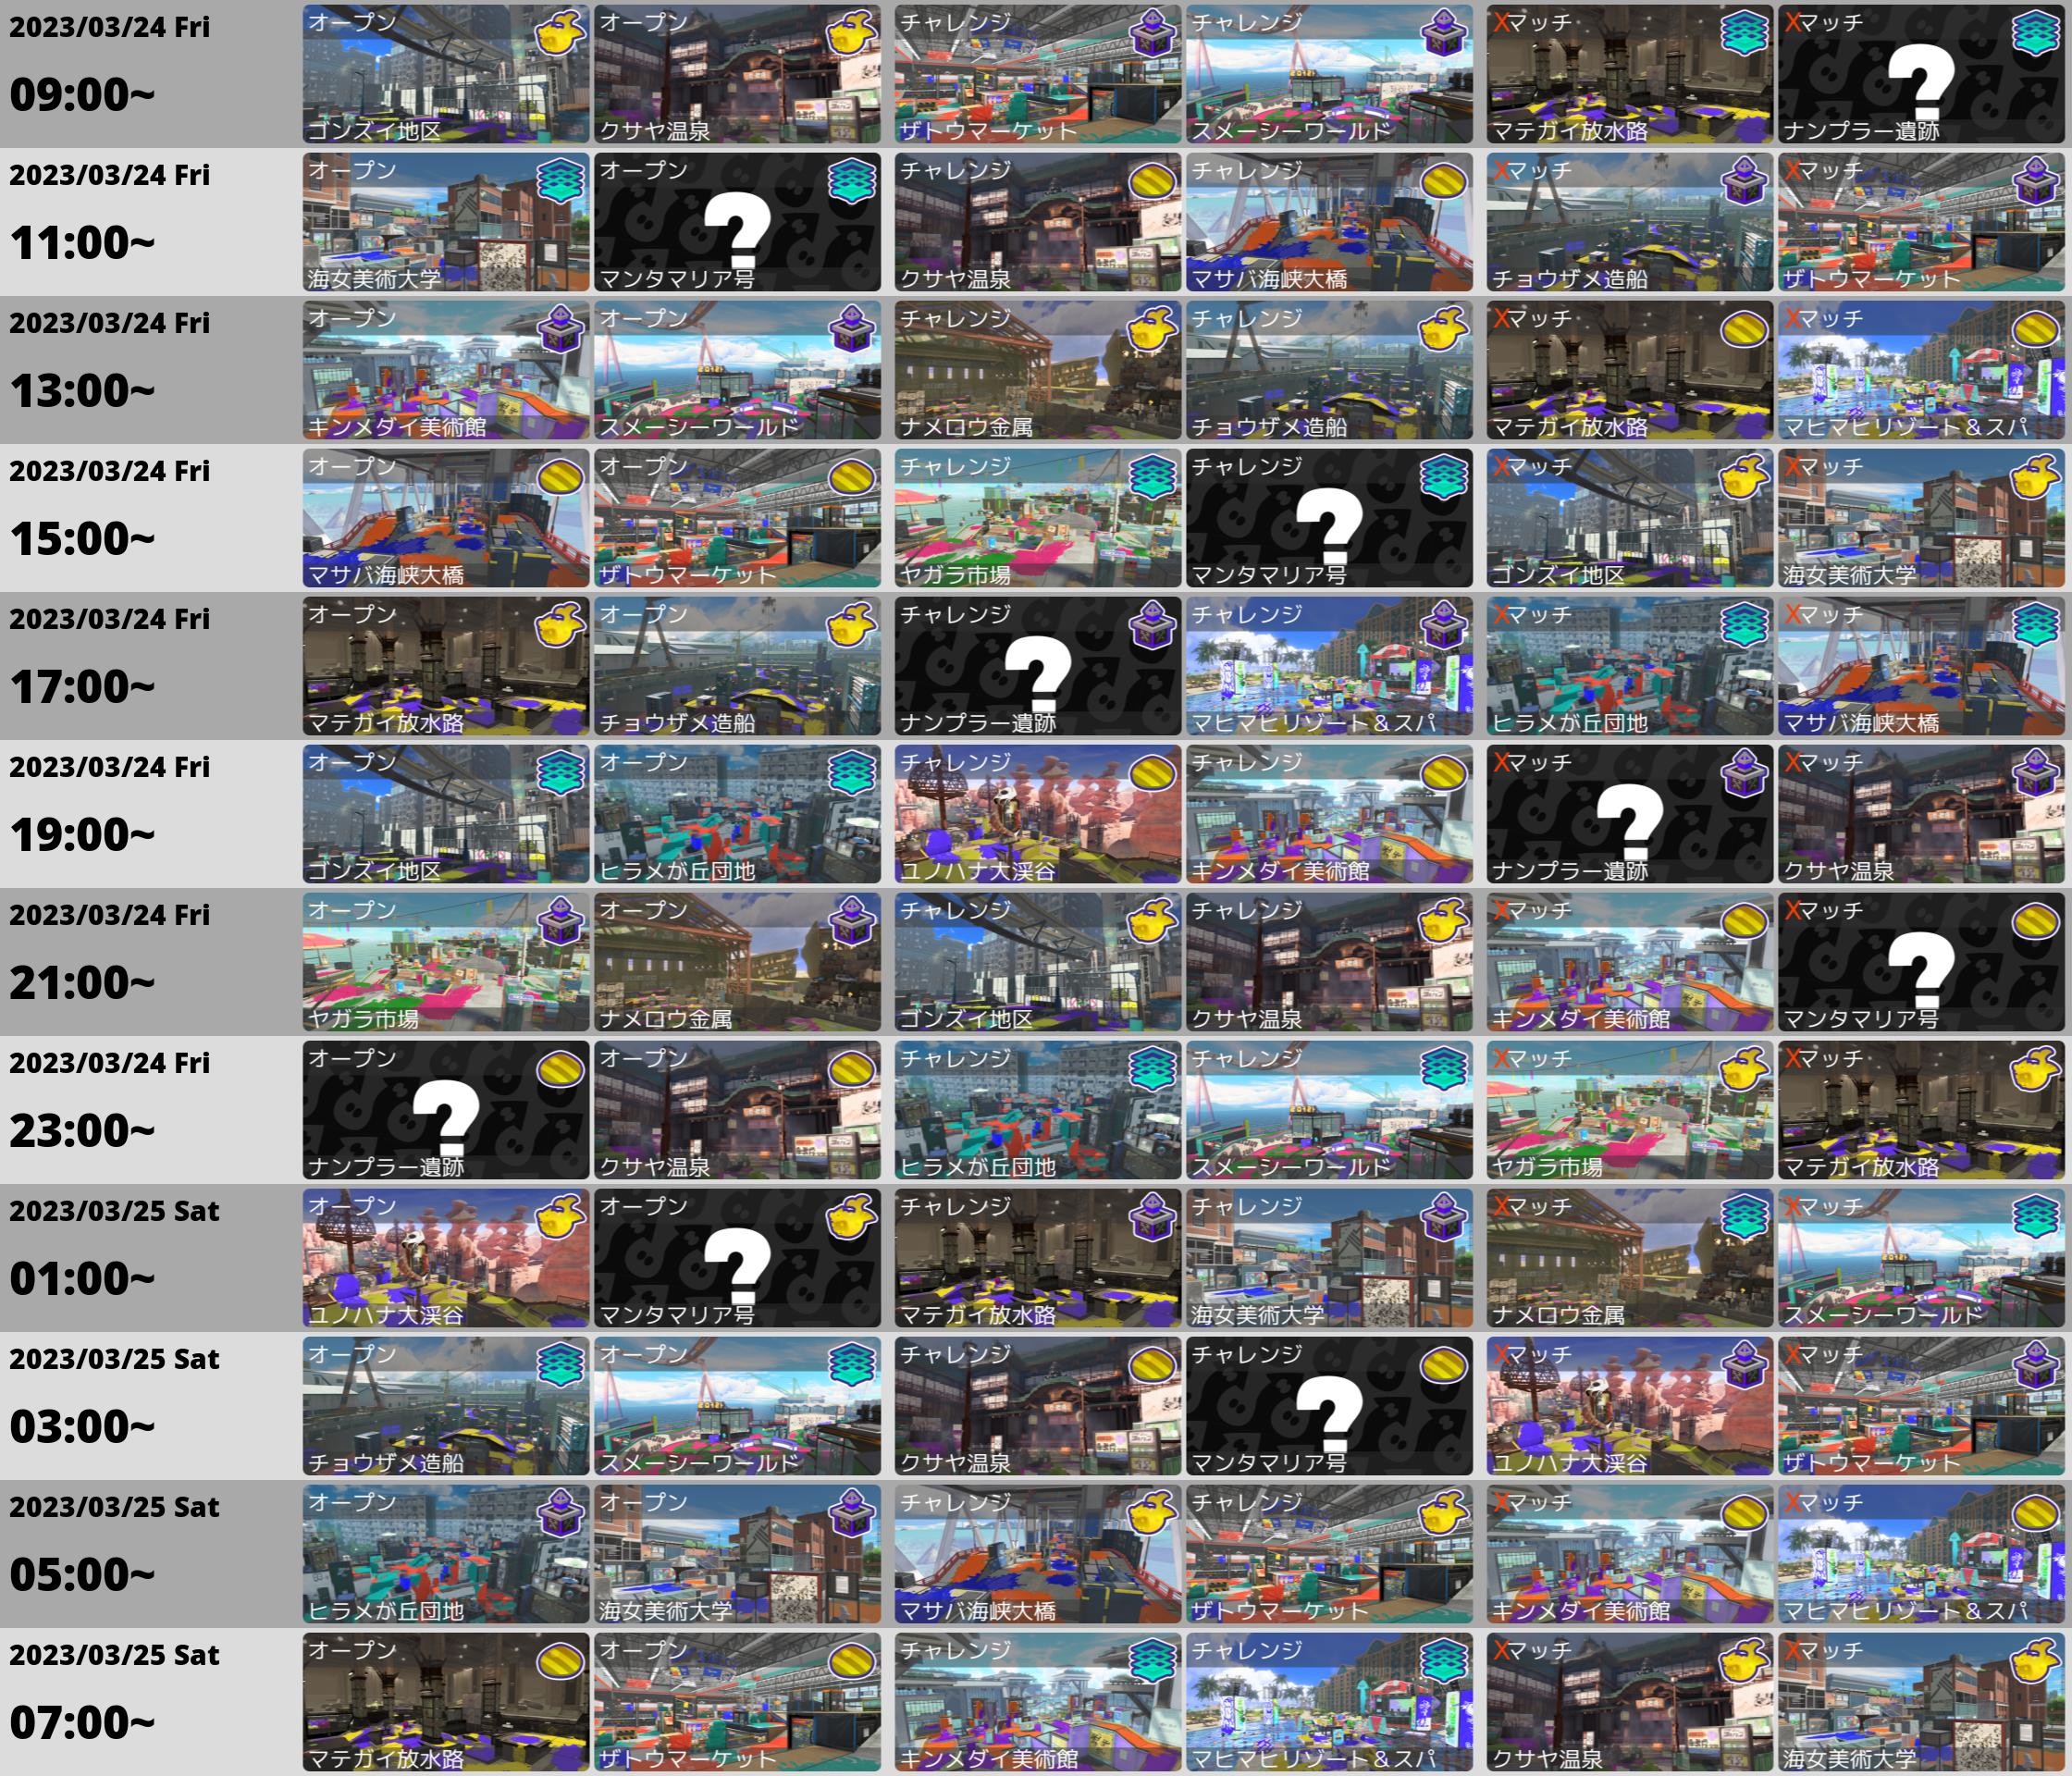 2023/03/24 Fri
09:00~
オープン オープン チャレンジ チャレンジ Xマッチ Xマッチ
ゴンズイ地区 クサヤ温泉 ザトウマーケット スメーシーワールド マテガイ放水路 ナンプラー遺跡
2023/03/24 Fri
11:00~
オープン オープン チャレンジ チャレンジ Xマッチ Xマッチ
海女美術大学 マンタマリア号 クサヤ温泉 マサバ海峡大橋 チョウザメ造船 ザトウマーケット
2023/03/24 Fri
13:00~
オープン オープン チャレンジ チャレンジ Xマッチ Xマッチ
キンメダイ美術館 スメーシーワールド ナメロウ金属 チョウザメ造船 マテガイ放水路 マヒマヒリゾート＆スパ
2023/03/24 Fri
15:00~
オープン オープン チャレンジ チャレンジ Xマッチ Xマッチ
マサバ海峡大橋 ザトウマーケット ヤガラ市場 マンタマリア号 ゴンズイ地区 海女美術大学
2023/03/24 Fri
17:00~
オープン オープン チャレンジ チャレンジ Xマッチ Xマッチ
マテガイ放水路 チョウザメ造船 ナンプラー遺跡 マヒマヒリゾート＆スパ ヒラメが丘団地 マサバ海峡大橋
2023/03/24 Fri
19:00~
オープン オープン チャレンジ チャレンジ Xマッチ Xマッチ
ゴンズイ地区 ヒラメが丘団地 ユノハナ大渓谷 キンメダイ美術館 ナンプラー遺跡 クサヤ温泉
2023/03/24 Fri
21:00~
オープン オープン チャレンジ チャレンジ Xマッチ Xマッチ
ヤガラ市場 ナメロウ金属 ゴンズイ地区 クサヤ温泉 キンメダイ美術館 マンタマリア号
2023/03/24 Fri
23:00~
オープン オープン チャレンジ チャレンジ Xマッチ Xマッチ
ナンプラー遺跡 クサヤ温泉 ヒラメが丘団地 スメーシーワールド ヤガラ市場 マテガイ放水路
2023/03/25 Sat
01:00~
オープン オープン チャレンジ チャレンジ Xマッチ Xマッチ
ユノハナ大渓谷 マンタマリア号 マテガイ放水路 海女美術大学 ナメロウ金属 スメーシーワールド
2023/03/25 Sat
03:00~
オープン オープン チャレンジ チャレンジ Xマッチ Xマッチ
チョウザメ造船 スメーシーワールド クサヤ温泉 マンタマリア号 ユノハナ大渓谷 ザトウマーケット
2023/03/25 Sat
05:00~
オープン オープン チャレンジ チャレンジ Xマッチ Xマッチ
ヒラメが丘団地 海女美術大学 マサバ海峡大橋 ザトウマーケット キンメダイ美術館 マヒマヒリゾート＆スパ
2023/03/25 Sat
07:00~
オープン オープン チャレンジ チャレンジ Xマッチ Xマッチ
マテガイ放水路 ザトウマーケット キンメダイ美術館 マヒマヒリゾート＆スパ クサヤ温泉 海女美術大学